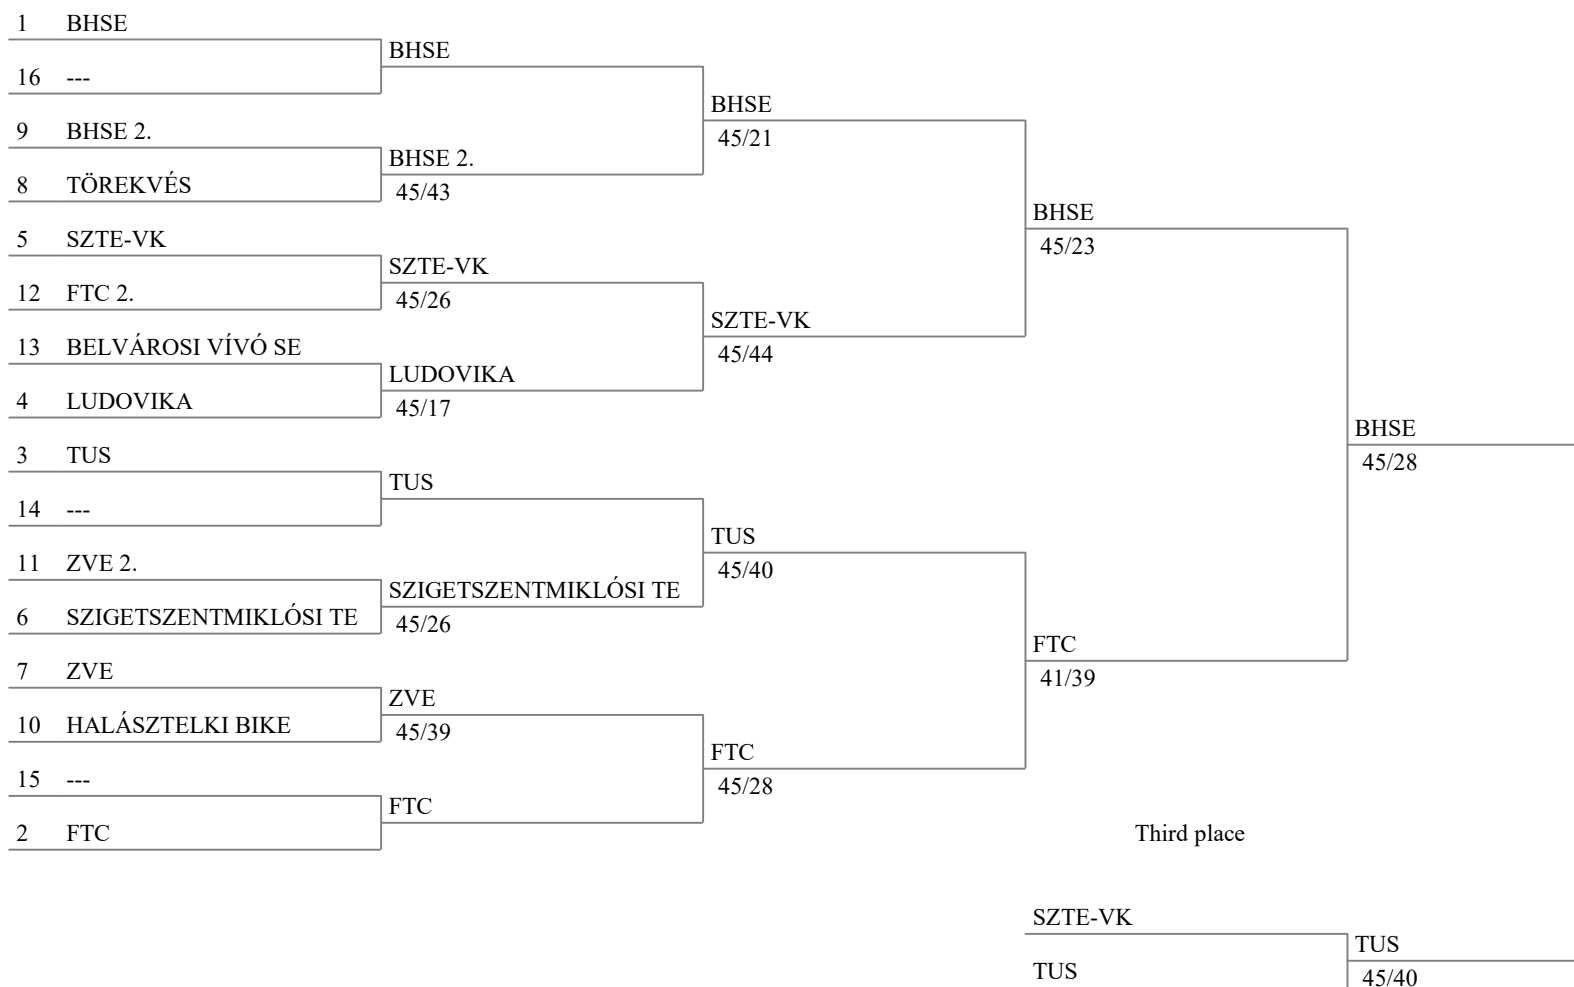 1 BHSE
BHSE
16 ---
BHSE
45/21
9 BHSE 2.
BHSE 2.
45/43
8 TÖREKVÉS
BHSE
45/23
5 SZTE-VK
SZTE-VK
45/26
12 FTC 2.
SZTE-VK
45/44
13 BELVÁROSI VÍVÓ SE
LUDOVIKA
45/17
4 LUDOVIKA
BHSE
45/28
3 TUS
TUS
14 ---
TUS
45/40
11 ZVE 2.
SZIGETSZENTMIKLÓSI TE
45/26
6 SZIGETSZENTMIKLÓSI TE
FTC
41/39
7 ZVE
ZVE
45/39
10 HALÁSZTELKI BIKE
FTC
45/28
15 ---
FTC
2 FTC
Third place
SZTE-VK
TUS
45/40
TUS